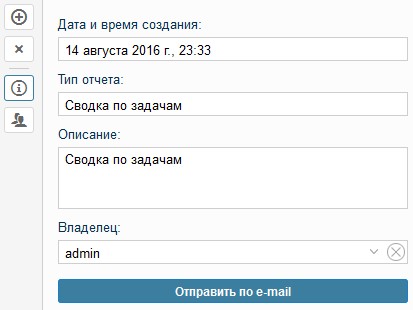 Дата и время создания:
14 августа 2016 г., 23:33
Тип отчета:
Сводка по задачам
Описание:
Сводка по задачам
Владелец:
admin
Отправить по e-mail